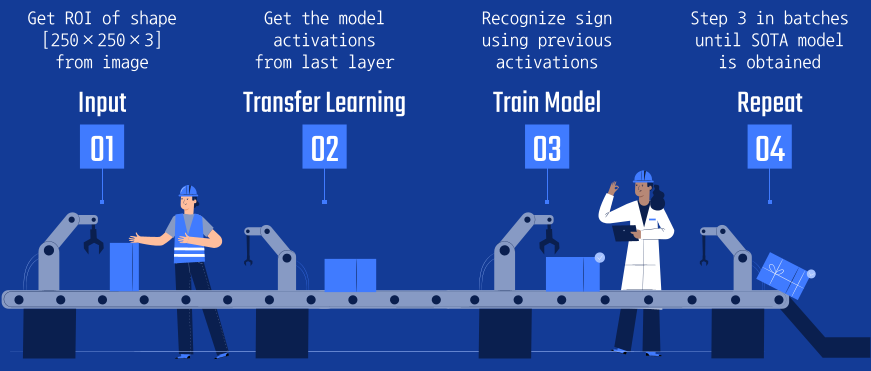 Get ROI of shape
[250×250×3]
from image
Input
01
Get the model
activations
from last layer
Transfer Learning
02
Recognize sign
using previous
activations
Train Model
03
Step 3 in batches
until SOTA model
is obtained
Repeat
04